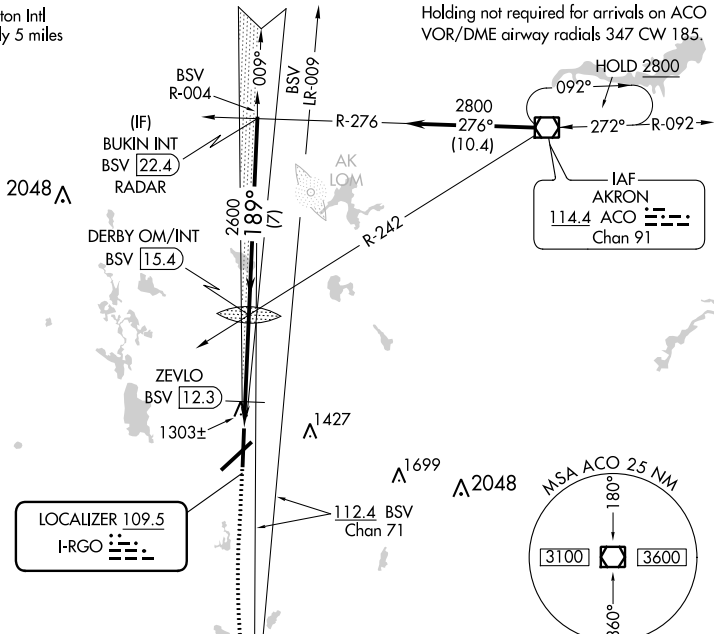 ton Intl
ly 5 miles
Holding not required for arrivals on ACO
VOR/DME airway radials 347 CW 185.
HOLD 2800
092°
272°
R-092
BSV
R-004
009°
BSV
LR-009
R-276
2800
276°
(10.4)
(IF)
BUKIN INT
BSV 22.4
RADAR
2048
AK
LOM
IAF
AKRON
114.4 ACO
Chan 91
2600
189°
(7)
R-242
DERBY OM/INT
BSV 15.4
ZEVLO
BSV 12.3
1303±
1427
1699
2048
LOCALIZER 109.5
I-RGO
112.4 BSV
Chan 71
MSA ACO 25 NM
180°
3100
3600
360°